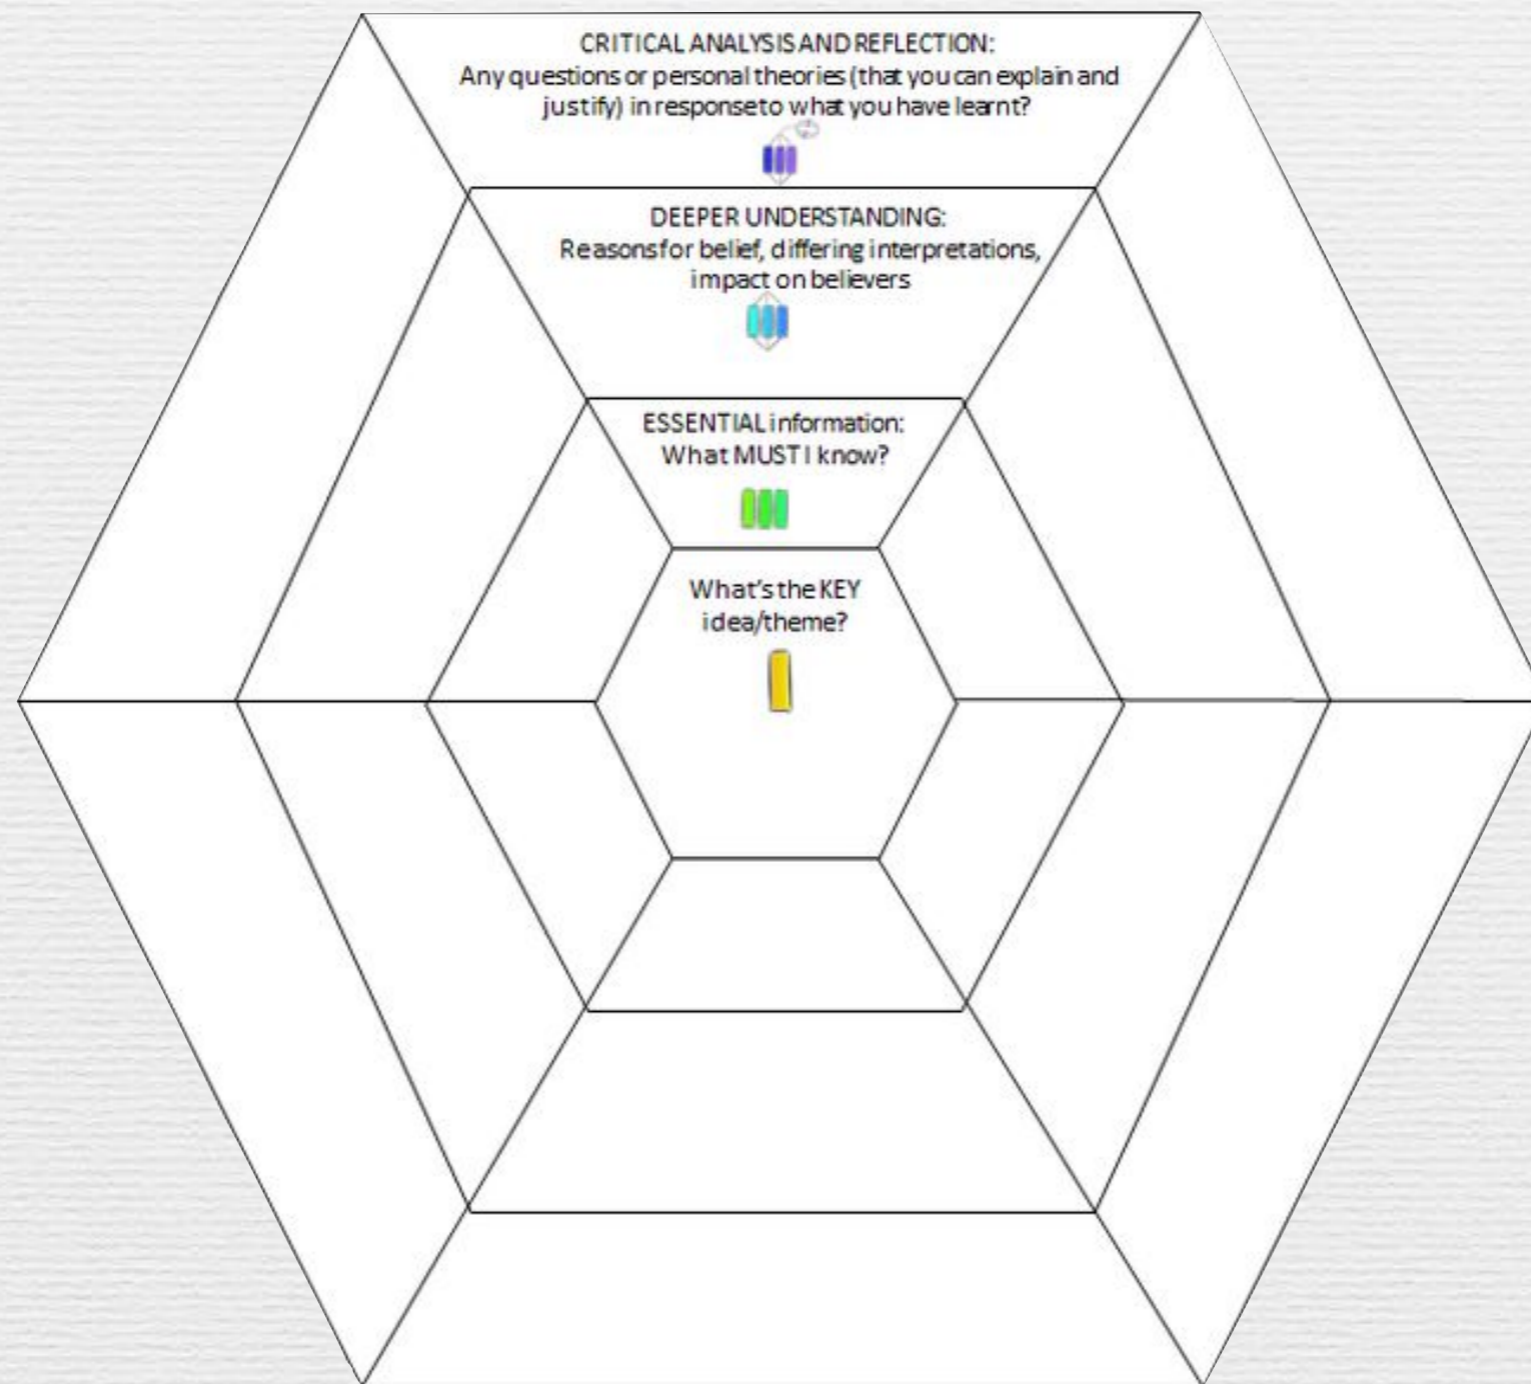 CRITICAL ANALYSIS AND REFLECTION:
Any questions or personal theories (that you can explain and
justify) in response to what you have learnt?
DEEPER UNDERSTANDING:
Reasons for belief, differing interpretations,
impact on believers
ESSENTIAL information:
What MUST I know?
What's the KEY
idea/theme?